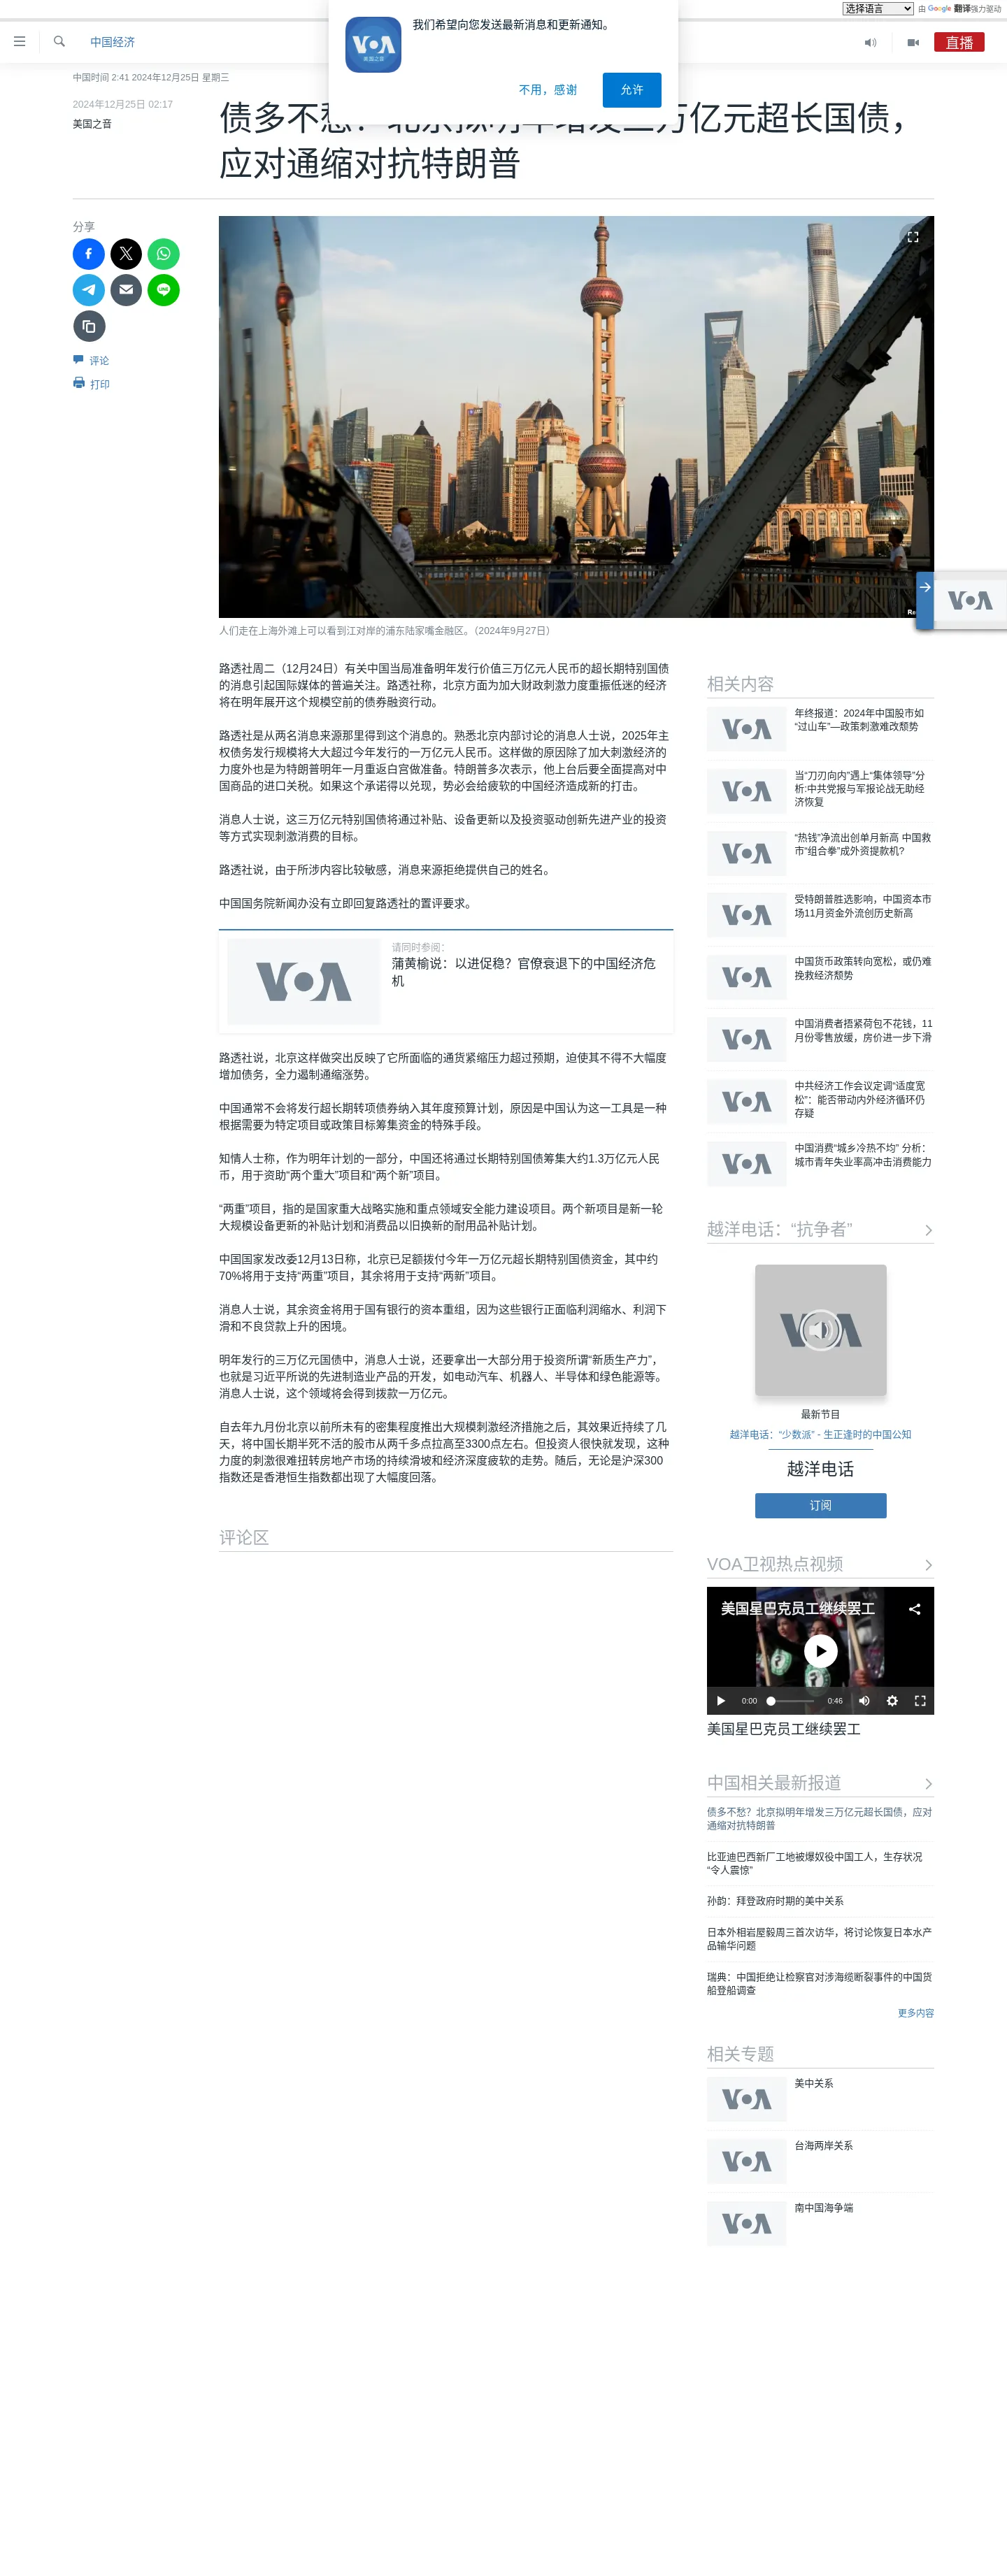 选择语言 由 Google 翻译强力驱动
中国经济
直播
VOA
美国之音
我们希望向您发送最新消息和更新通知。
不用，感谢
允许
中国时间 2:41 2024年12月25日 星期三
2024年12月25日 02:17
美国之音
债多不愁？北京拟明年增发三万亿元超长国债，
应对通缩对抗特朗普
分享
LINE
评论
打印
人们走在上海外滩上可以看到江对岸的浦东陆家嘴金融区。（2024年9月27日）
路透社周二（12月24日）有关中国当局准备明年发行价值三万亿元人民币的超长期特别国债
的消息引起国际媒体的普遍关注。路透社称，北京方面为加大财政刺激力度重振低迷的经济
将在明年展开这个规模空前的债券融资行动。
路透社是从两名消息来源那里得到这个消息的。熟悉北京内部讨论的消息人士说，2025年主
权债务发行规模将大大超过今年发行的一万亿元人民币。这样做的原因除了加大刺激经济的
力度外也是为特朗普明年一月重返白宫做准备。特朗普多次表示，他上台后要全面提高对中
国商品的进口关税。如果这个承诺得以兑现，势必会给疲软的中国经济造成新的打击。
消息人士说，这三万亿元特别国债将通过补贴、设备更新以及投资驱动创新先进产业的投资
等方式实现刺激消费的目标。
路透社说，由于所涉内容比较敏感，消息来源拒绝提供自己的姓名。
中国国务院新闻办没有立即回复路透社的置评要求。
VOA
请同时参阅：
蒲黄榆说：以进促稳？官僚衰退下的中国经济危
机
路透社说，北京这样做突出反映了它所面临的通货紧缩压力超过预期，迫使其不得不大幅度
增加债务，全力遏制通缩涨势。
中国通常不会将发行超长期转项债券纳入其年度预算计划，原因是中国认为这一工具是一种
根据需要为特定项目或政策目标筹集资金的特殊手段。
知情人士称，作为明年计划的一部分，中国还将通过长期特别国债筹集大约1.3万亿元人民
币，用于资助“两个重大”项目和“两个新”项目。
“两重”项目，指的是国家重大战略实施和重点领域安全能力建设项目。两个新项目是新一轮
大规模设备更新的补贴计划和消费品以旧换新的耐用品补贴计划。
中国国家发改委12月13日称，北京已足额拨付今年一万亿元超长期特别国债资金，其中约
70%将用于支持“两重”项目，其余将用于支持“两新”项目。
消息人士说，其余资金将用于国有银行的资本重组，因为这些银行正面临利润缩水、利润下
滑和不良贷款上升的困境。
明年发行的三万亿元国债中，消息人士说，还要拿出一大部分用于投资所谓“新质生产力”，
也就是习近平所说的先进制造业产品的开发，如电动汽车、机器人、半导体和绿色能源等。
消息人士说，这个领域将会得到拨款一万亿元。
自去年九月份北京以前所未有的密集程度推出大规模刺激经济措施之后，其效果近持续了几
天，将中国长期半死不活的股市从两千多点拉高至3300点左右。但投资人很快就发现，这种
力度的刺激很难扭转房地产市场的持续滑坡和经济深度疲软的走势。随后，无论是沪深300
指数还是香港恒生指数都出现了大幅度回落。
评论区
VOA
相关内容
VOA
年终报道：2024年中国股市如
“过山车”—政策刺激难改颓势
VOA
当“刀刃向内”遇上“集体领导”分
析:中共党报与军报论战无助经
济恢复
VOA
“热钱”净流出创单月新高 中国救
市“组合拳”成外资提款机？
VOA
受特朗普胜选影响，中国资本市
场11月资金外流创历史新高
VOA
中国货币政策转向宽松，或仍难
挽救经济颓势
VOA
中国消费者捂紧荷包不花钱，11
月份零售放缓，房价进一步下滑
VOA
中共经济工作会议定调“适度宽
松”：能否带动内外经济循环仍
存疑
VOA
中国消费“城乡冷热不均” 分析：
城市青年失业率高冲击消费能力
越洋电话：“抗争者”
VOA
最新节目
越洋电话：“少数派” - 生正逢时的中国公知
越洋电话
订阅
VOA卫视热点视频
美国星巴克员工继续罢工
0:00
0:46
美国星巴克员工继续罢工
中国相关最新报道
债多不愁？北京拟明年增发三万亿元超长国债，应对
通缩对抗特朗普
比亚迪巴西新厂工地被爆奴役中国工人，生存状况
“令人震惊”
孙韵：拜登政府时期的美中关系
日本外相岩屋毅周三首次访华，将讨论恢复日本水产
品输华问题
瑞典：中国拒绝让检察官对涉海缆断裂事件的中国货
船登船调查
更多内容
相关专题
VOA
美中关系
VOA
台海两岸关系
VOA
南中国海争端